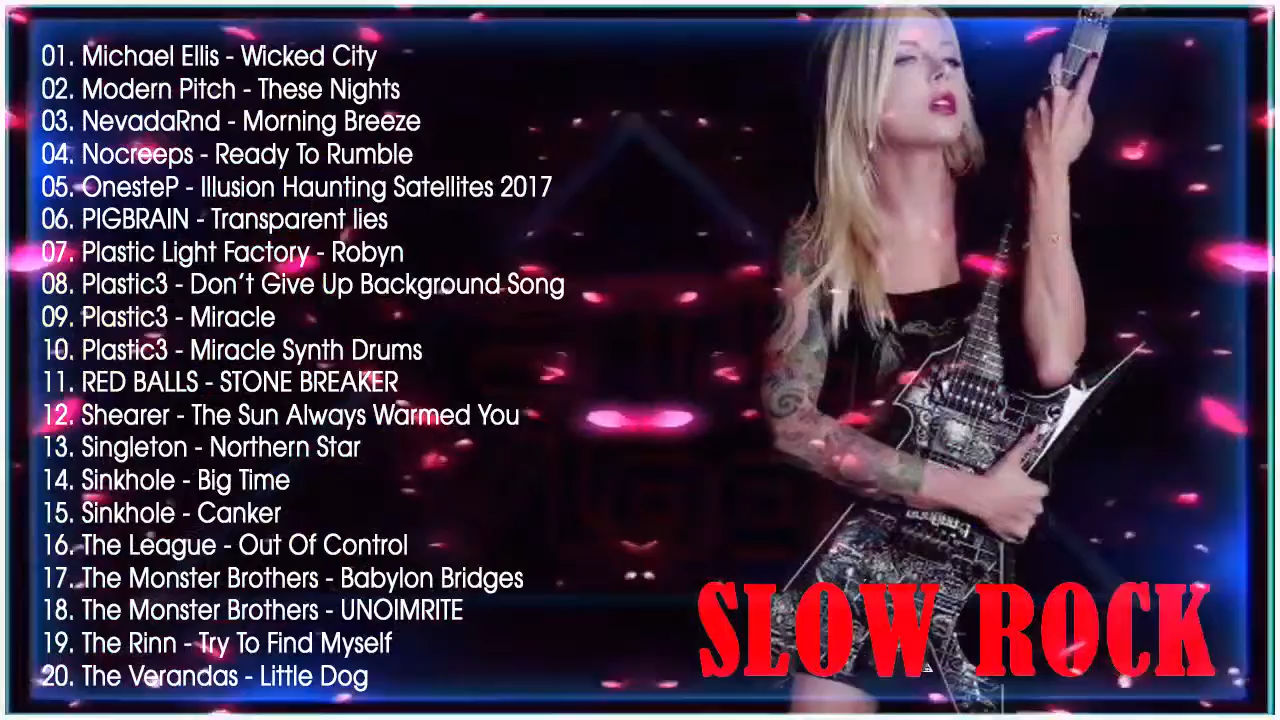 01. Michael Ellis - Wicked City
02. Modern Pitch - These Nights
03. NevadaRnd - Morning Breeze
04. Nocreeps - Ready To Rumble
05. OnesteP - Illusion Haunting Satellites 2017
06. PIGBRAIN - Transparent lies
07. Plastic Light Factory - Robyn
08. Plastic3 - Don't Give Up Background Song
09. Plastic3 - Miracle
10. Plastic3 - Miracle Synth Drums
11. RED BALLS - STONE BREAKER
12. Shearer - The Sun Always Warmed You
13. Singleton - Northern Star
14. Sinkhole - Big Time
15. Sinkhole - Canker
16. The League - Out Of Control
17. The Monster Brothers - Babylon Bridges
18. The Monster Brothers - UNOIMRITE
19. The Rinn - Try To Find Myself
20. The Verandas - Little Dog
SLOW ROCK